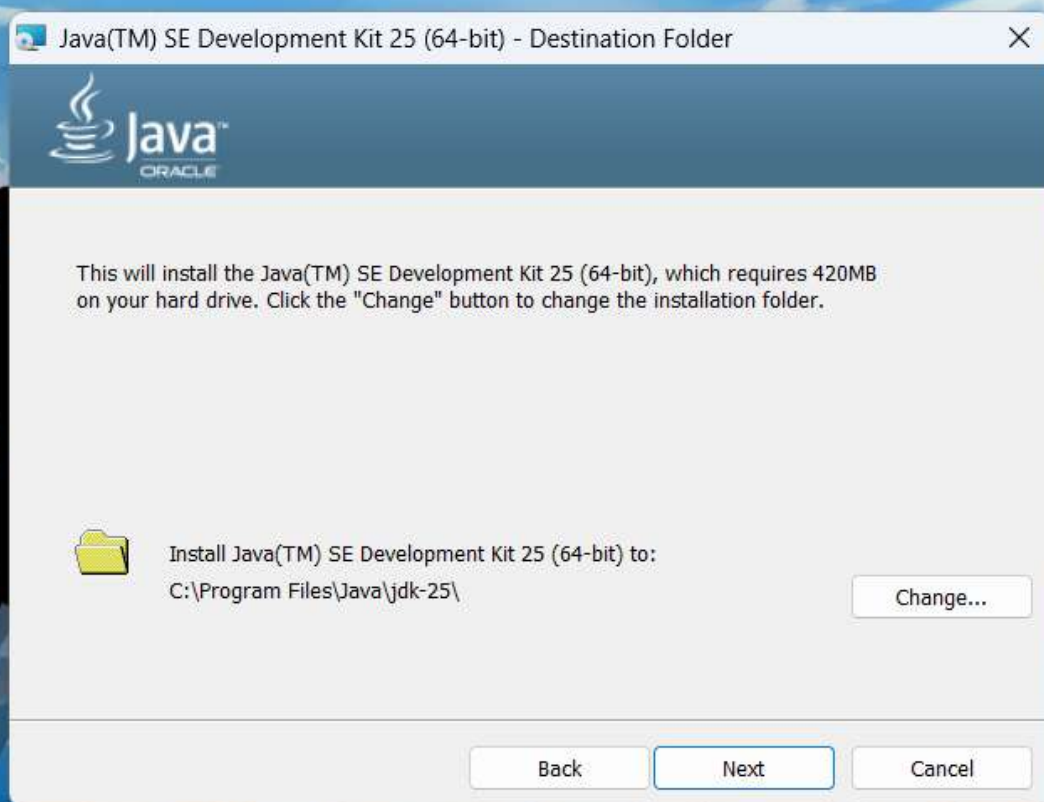 Java(TM) SE Development Kit 25 (64-bit) - Destination Folder
Java™
ORACLE
This will install the Java(TM) SE Development Kit 25 (64-bit), which requires 420MB
on your hard drive. Click the "Change" button to change the installation folder.
Install Java(TM) SE Development Kit 25 (64-bit) to:
C:\Program Files\Java\jdk-25\
Change...
Back
Next
Cancel